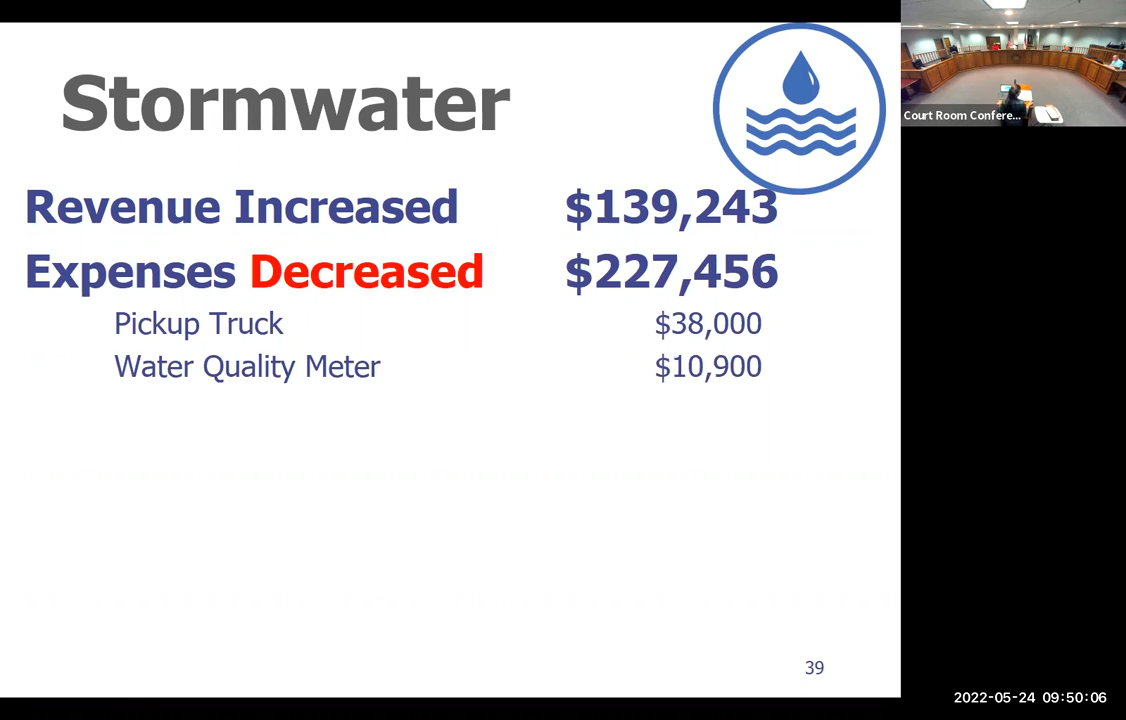 Stormwater
Revenue Increased $139,243
Expenses Decreased $227,456
Pickup Truck $38,000
Water Quality Meter $10,900
39
Court Room Confere...
2022-05-24 09:50:06